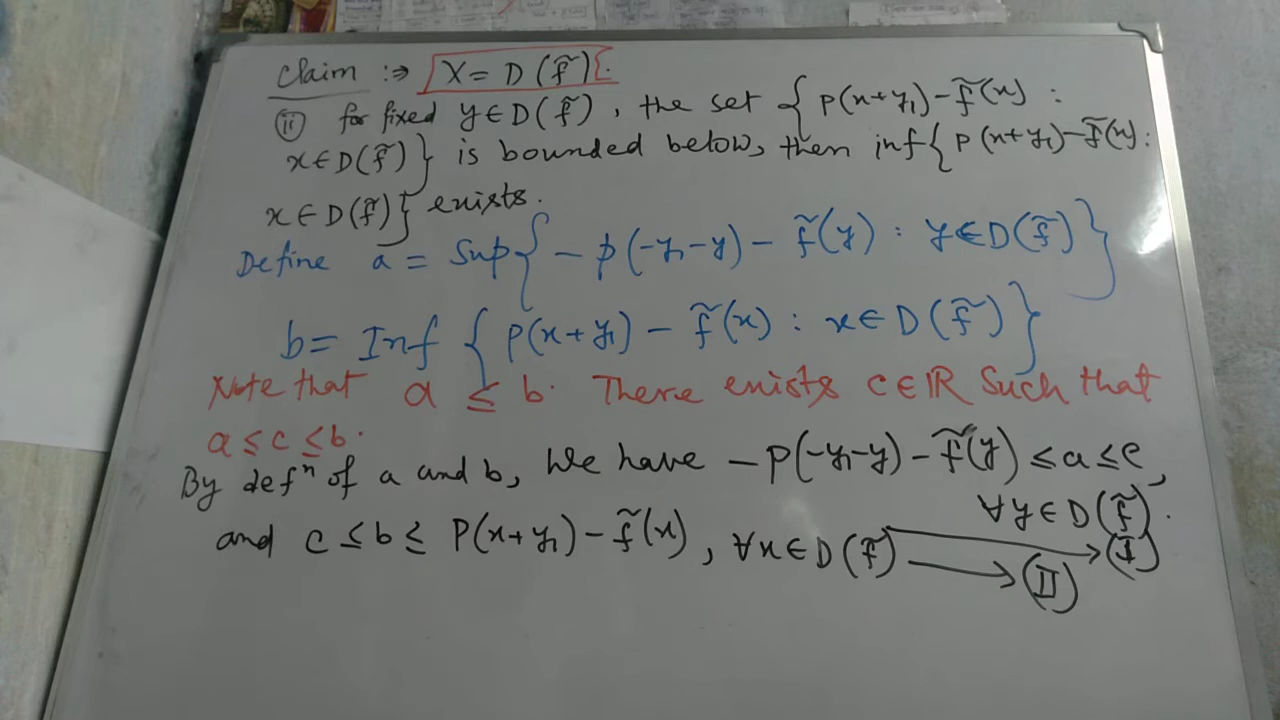 Claim :⇒ X = D(f̃).
(ii) for fixed y∈D(f̃), the set {p(x+y₁)−f̃(x) :
x∈D(f̃)} is bounded below, then inf{p(x+y₁)−f̃(x):
x∈D(f̃)} exists.
Define a = Sup{−p(−y₁−y)−f̃(y) : y∈D(f̃)}
b = Inf {p(x+y₁)−f̃(x) : x∈D(f̃)}
Note that a ≤ b. There exists c∈ℝ Such that
a ≤ c ≤ b.
By defⁿ of a and b, We have −p(−y₁−y)−f̃(y) ≤ a ≤ c,
∀y∈D(f̃). → (I)
and c ≤ b ≤ p(x+y₁)−f̃(x), ∀x∈D(f̃) → (II)